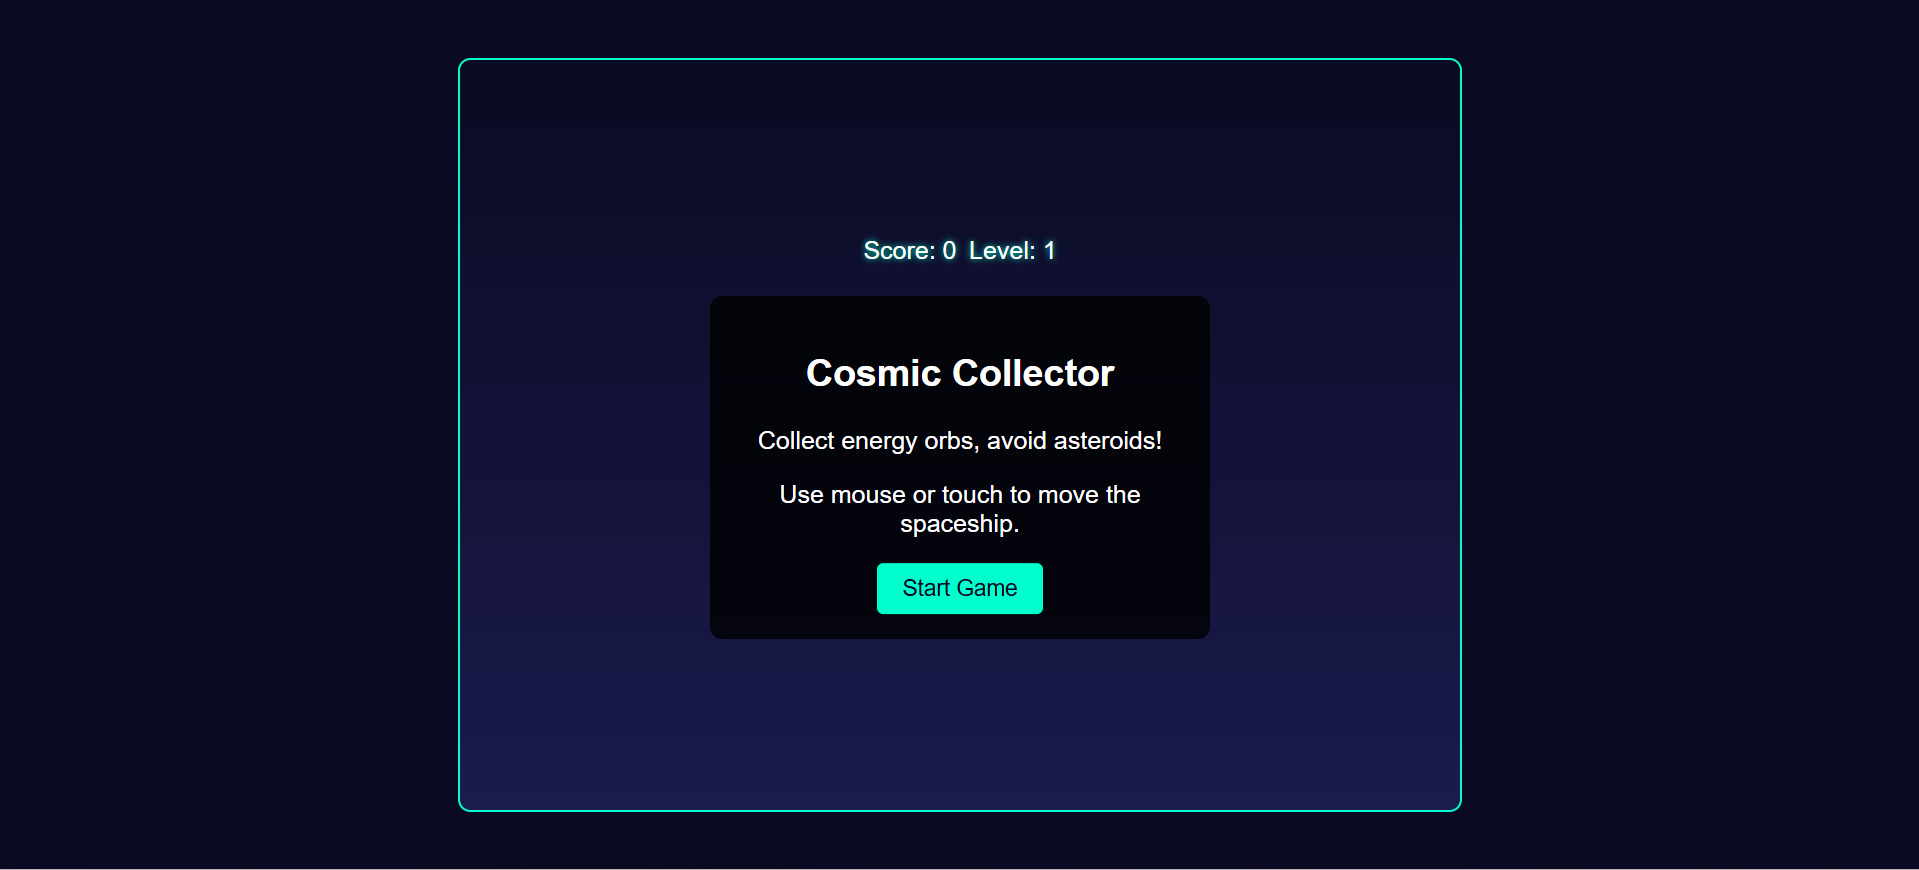 Score: 0 Level: 1
Cosmic Collector
Collect energy orbs, avoid asteroids!
Use mouse or touch to move the
spaceship.
Start Game